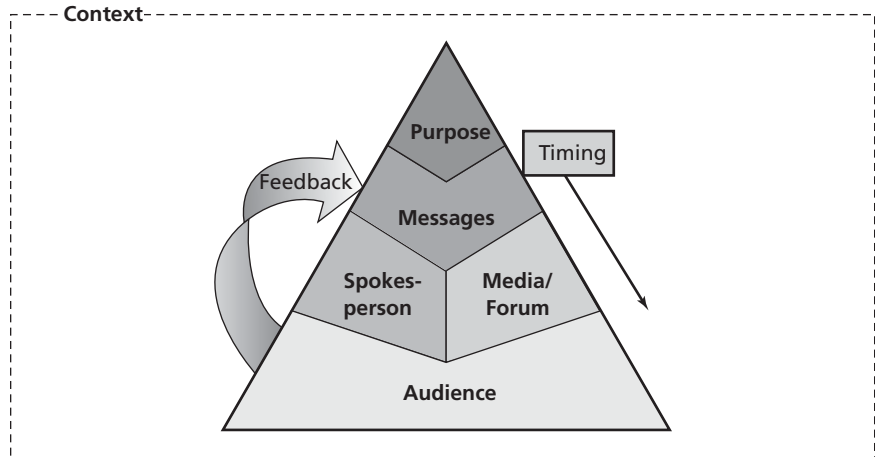 Context
Purpose
Timing
Feedback
Messages
Spokes-
person
Media/
Forum
Audience